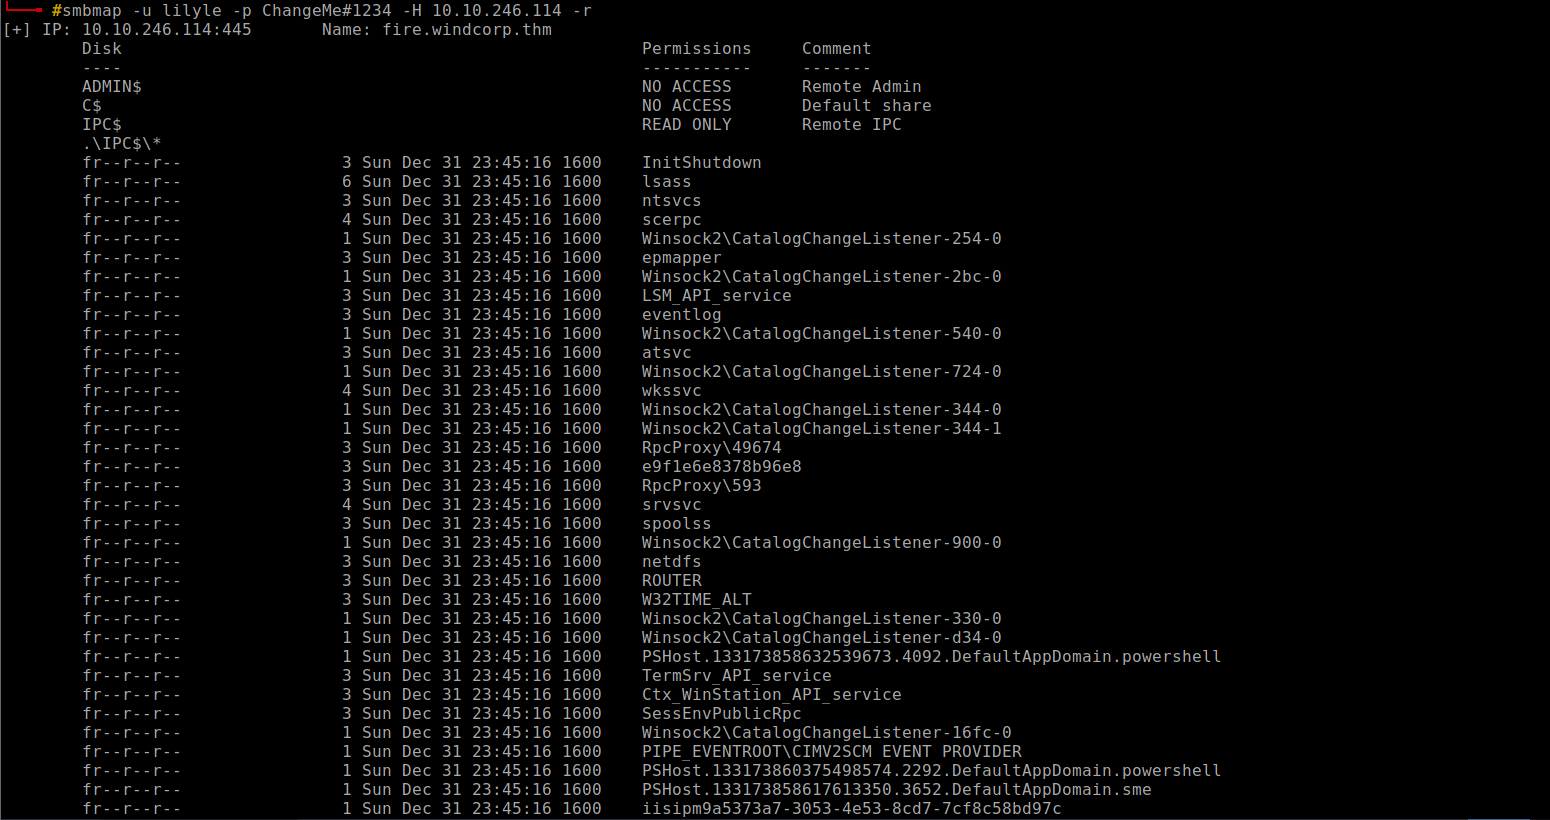 #smbmap -u lilyle -p ChangeMe#1234 -H 10.10.246.114 -r
[+] IP: 10.10.246.114:445 Name: fire.windcorp.thm
Disk Permissions Comment
---- ----------- -------
ADMIN$ NO ACCESS Remote Admin
C$ NO ACCESS Default share
IPC$ READ ONLY Remote IPC
.\IPC$\*
fr--r--r-- 3 Sun Dec 31 23:45:16 1600 InitShutdown
fr--r--r-- 6 Sun Dec 31 23:45:16 1600 lsass
fr--r--r-- 3 Sun Dec 31 23:45:16 1600 ntsvcs
fr--r--r-- 4 Sun Dec 31 23:45:16 1600 scerpc
fr--r--r-- 1 Sun Dec 31 23:45:16 1600 Winsock2\CatalogChangeListener-254-0
fr--r--r-- 3 Sun Dec 31 23:45:16 1600 epmapper
fr--r--r-- 1 Sun Dec 31 23:45:16 1600 Winsock2\CatalogChangeListener-2bc-0
fr--r--r-- 3 Sun Dec 31 23:45:16 1600 LSM_API_service
fr--r--r-- 3 Sun Dec 31 23:45:16 1600 eventlog
fr--r--r-- 1 Sun Dec 31 23:45:16 1600 Winsock2\CatalogChangeListener-540-0
fr--r--r-- 3 Sun Dec 31 23:45:16 1600 atsvc
fr--r--r-- 1 Sun Dec 31 23:45:16 1600 Winsock2\CatalogChangeListener-724-0
fr--r--r-- 4 Sun Dec 31 23:45:16 1600 wkssvc
fr--r--r-- 1 Sun Dec 31 23:45:16 1600 Winsock2\CatalogChangeListener-344-0
fr--r--r-- 1 Sun Dec 31 23:45:16 1600 Winsock2\CatalogChangeListener-344-1
fr--r--r-- 3 Sun Dec 31 23:45:16 1600 RpcProxy\49674
fr--r--r-- 3 Sun Dec 31 23:45:16 1600 e9f1e6e8378b96e8
fr--r--r-- 3 Sun Dec 31 23:45:16 1600 RpcProxy\593
fr--r--r-- 4 Sun Dec 31 23:45:16 1600 srvsvc
fr--r--r-- 3 Sun Dec 31 23:45:16 1600 spoolss
fr--r--r-- 1 Sun Dec 31 23:45:16 1600 Winsock2\CatalogChangeListener-900-0
fr--r--r-- 3 Sun Dec 31 23:45:16 1600 netdfs
fr--r--r-- 3 Sun Dec 31 23:45:16 1600 ROUTER
fr--r--r-- 3 Sun Dec 31 23:45:16 1600 W32TIME_ALT
fr--r--r-- 1 Sun Dec 31 23:45:16 1600 Winsock2\CatalogChangeListener-330-0
fr--r--r-- 1 Sun Dec 31 23:45:16 1600 Winsock2\CatalogChangeListener-d34-0
fr--r--r-- 1 Sun Dec 31 23:45:16 1600 PSHost.133173858632539673.4092.DefaultAppDomain.powershell
fr--r--r-- 3 Sun Dec 31 23:45:16 1600 TermSrv_API_service
fr--r--r-- 3 Sun Dec 31 23:45:16 1600 Ctx_WinStation_API_service
fr--r--r-- 3 Sun Dec 31 23:45:16 1600 SessEnvPublicRpc
fr--r--r-- 1 Sun Dec 31 23:45:16 1600 Winsock2\CatalogChangeListener-16fc-0
fr--r--r-- 1 Sun Dec 31 23:45:16 1600 PIPE_EVENTROOT\CIMV2SCM EVENT PROVIDER
fr--r--r-- 1 Sun Dec 31 23:45:16 1600 PSHost.133173860375498574.2292.DefaultAppDomain.powershell
fr--r--r-- 1 Sun Dec 31 23:45:16 1600 PSHost.133173858617613350.3652.DefaultAppDomain.sme
fr--r--r-- 1 Sun Dec 31 23:45:16 1600 iisipm9a5373a7-3053-4e53-8cd7-7cf8c58bd97c